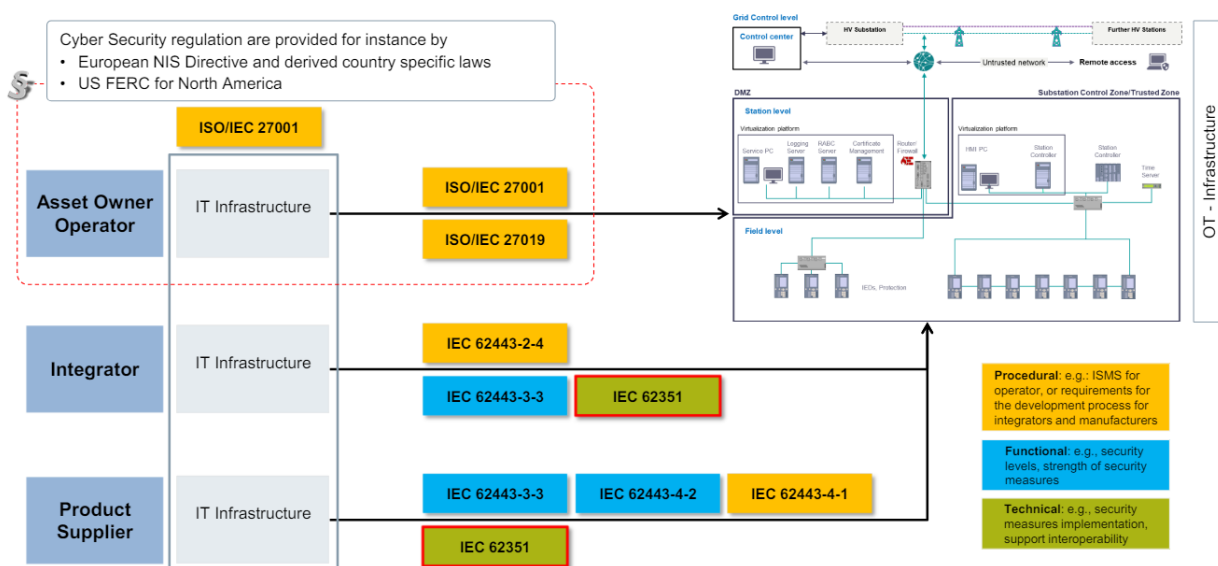 Cyber Security regulation are provided for instance by
• European NIS Directive and derived country specific laws
• US FERC for North America
§
ISO/IEC 27001
Asset Owner
Operator
IT Infrastructure
ISO/IEC 27001
ISO/IEC 27019
Integrator
IT Infrastructure
IEC 62443-2-4
IEC 62443-3-3
IEC 62351
Product
Supplier
IT Infrastructure
IEC 62443-3-3
IEC 62443-4-2
IEC 62443-4-1
IEC 62351
Grid Control level
Control center
HV Substation
Further HV Stations
Untrusted network
Remote access
DMZ
Substation Control Zone/Trusted Zone
Station level
Virtualization platform
Service PC
Logging
Server
RABC
Server
Certificate
Management
Router/
Firewall
Virtualization platform
HMI PC
Station
Controller
Station
Controller
Time
Server
Field level
IEDs, Protection
OT - Infrastructure
Procedural: e.g.: ISMS for
operator, or requirements for
the development process for
integrators and manufacturers
Functional: e.g., security
levels, strength of security
measures
Technical: e.g., security
measures implementation,
support interoperability